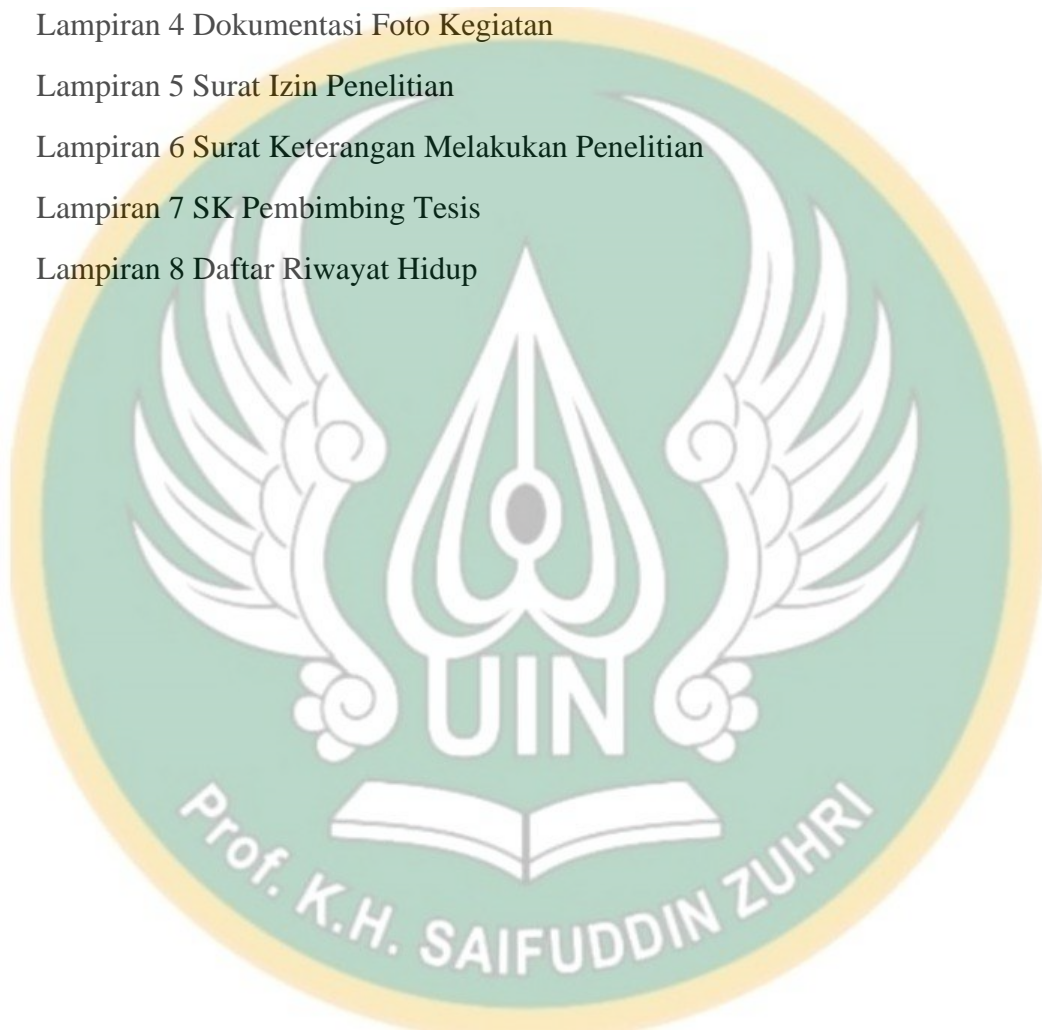 Lampiran 4 Dokumentasi Foto Kegiatan
Lampiran 5 Surat Izin Penelitian
Lampiran 6 Surat Keterangan Melakukan Penelitian
Lampiran 7 SK Pembimbing Tesis
Lampiran 8 Daftar Riwayat Hidup
UIN
Prof. K.H. SAIFUDDIN ZUHRI